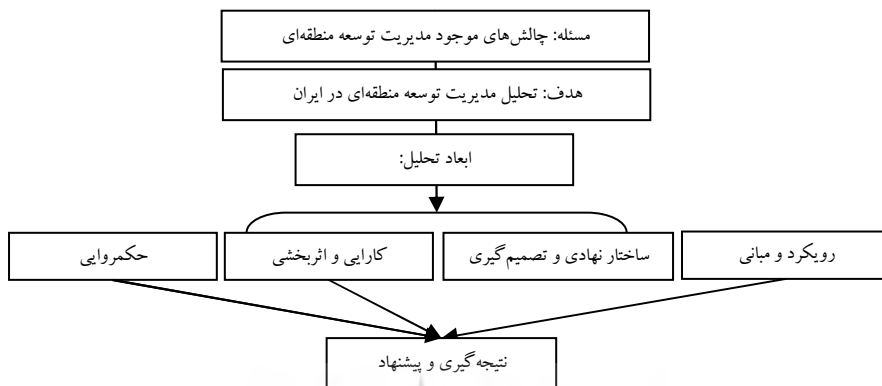 مسئله: چالش‌های موجود مدیریت توسعه منطقه‌ای
هدف: تحلیل مدیریت توسعه منطقه‌ای در ایران
ابعاد تحلیل:
رویکرد و مبانی
ساختار نهادی و تصمیم‌گیری
کارایی و اثربخشی
حکمروایی
نتیجه‌گیری و پیشنهاد